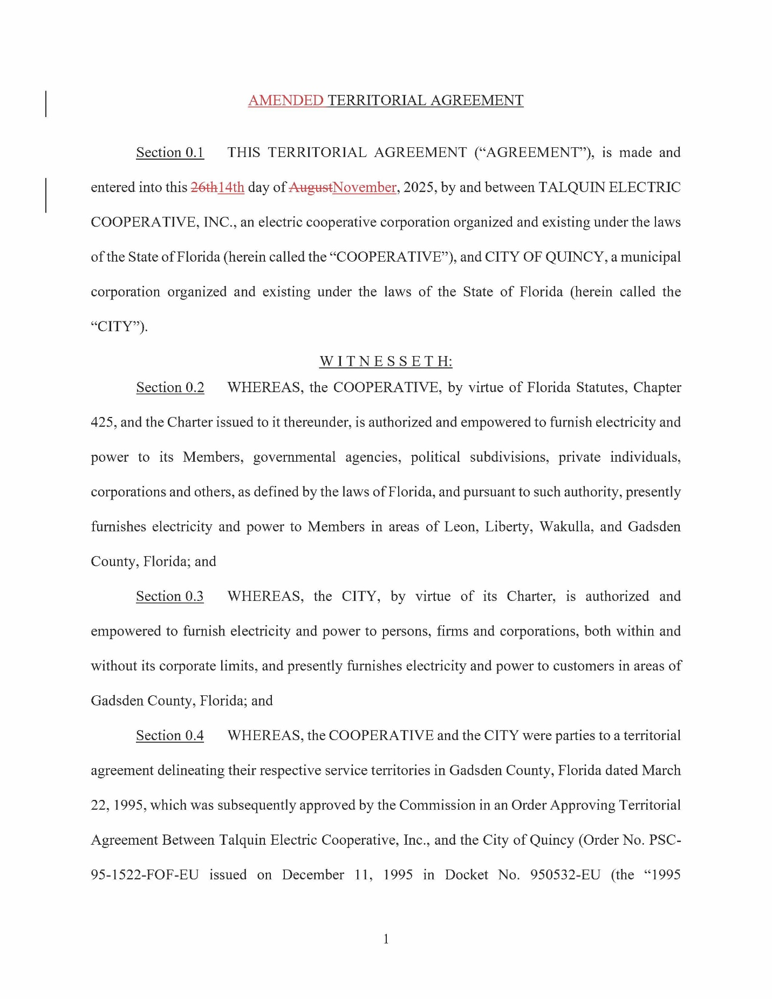 AMENDED TERRITORIAL AGREEMENT
Section 0.1 THIS TERRITORIAL AGREEMENT (“AGREEMENT”), is made and
entered into this 26th14th day of AugustNovember, 2025, by and between TALQUIN ELECTRIC
COOPERATIVE, INC., an electric cooperative corporation organized and existing under the laws
of the State of Florida (herein called the “COOPERATIVE”), and CITY OF QUINCY, a municipal
corporation organized and existing under the laws of the State of Florida (herein called the
“CITY”).
W I T N E S S E T H:
Section 0.2 WHEREAS, the COOPERATIVE, by virtue of Florida Statutes, Chapter
425, and the Charter issued to it thereunder, is authorized and empowered to furnish electricity and
power to its Members, governmental agencies, political subdivisions, private individuals,
corporations and others, as defined by the laws of Florida, and pursuant to such authority, presently
furnishes electricity and power to Members in areas of Leon, Liberty, Wakulla, and Gadsden
County, Florida; and
Section 0.3 WHEREAS, the CITY, by virtue of its Charter, is authorized and
empowered to furnish electricity and power to persons, firms and corporations, both within and
without its corporate limits, and presently furnishes electricity and power to customers in areas of
Gadsden County, Florida; and
Section 0.4 WHEREAS, the COOPERATIVE and the CITY were parties to a territorial
agreement delineating their respective service territories in Gadsden County, Florida dated March
22, 1995, which was subsequently approved by the Commission in an Order Approving Territorial
Agreement Between Talquin Electric Cooperative, Inc., and the City of Quincy (Order No. PSC-
95-1522-FOF-EU issued on December 11, 1995 in Docket No. 950532-EU (the “1995
1